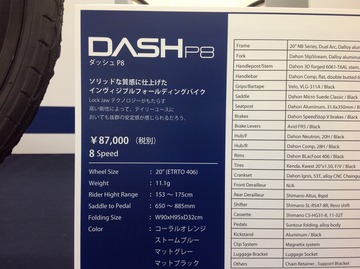 DASH P8
ダッシュ P8
ソリッドな質感に仕上げた
インヴィジブルフォールディングバイク
Lock Jaw テクノロジーがもたらす
高い剛性によって、デイリーユースに
おいても抜群の安定感が感じられるだろう。
￥87,000（税別）
8 Speed
Wheel Size : 20" (ETRTO 406)
Weight : 11.1g
Rider Hight Range : 153 ～ 175cm
Saddle to Pedal : 650 ～ 885mm
Folding Size : W90xH95xD32cm
Color : コーラルオレンジ
ストームブルー
マットグレー
マットブラック
Frame 20" NB Series, Dual Arc, Dalloy alum
Fork Dahon SlipStream, Dalloy aluminum,
Handlepost/Stem Dahon 3D forged 6061-TAAL stem,
Handlebar Dahon Comp, flat, double butted
Grips/Bartape Velo, VLG-311A / Black
Saddle Dahon Micro Suede Classic / Black
Seatpost Dahon Aluminum, 31.6x350mm
Brakes Dahon SpeedStop V brakes / Black
Brake Levers Avid FR5 / Black
Hub/F Dahon Neutron, 20H / Black
Hub/R Dahon Comp, 28H / Black
Rims Dahon BLAcFoot 406 / Black
Tires Kenda Kwest 20"x1.50, F/V / Black
Crankset Dahon Ignis, 53T, alloy CNC chainring
Front Derailleur N/A
Rear Derailleur Shimano-Altus, 8spd
Shifter Shimano SL-RS47-8R, Revo shift
Cassette Shimano CS-HG31-8, 11-32T
Pedals Suntour folding, alloy body
Kickstand Aluminum / Black
Clip System Magnetix system
Luggage Socket Aluminum / Black
Others Chain Retainer , Support Bracket